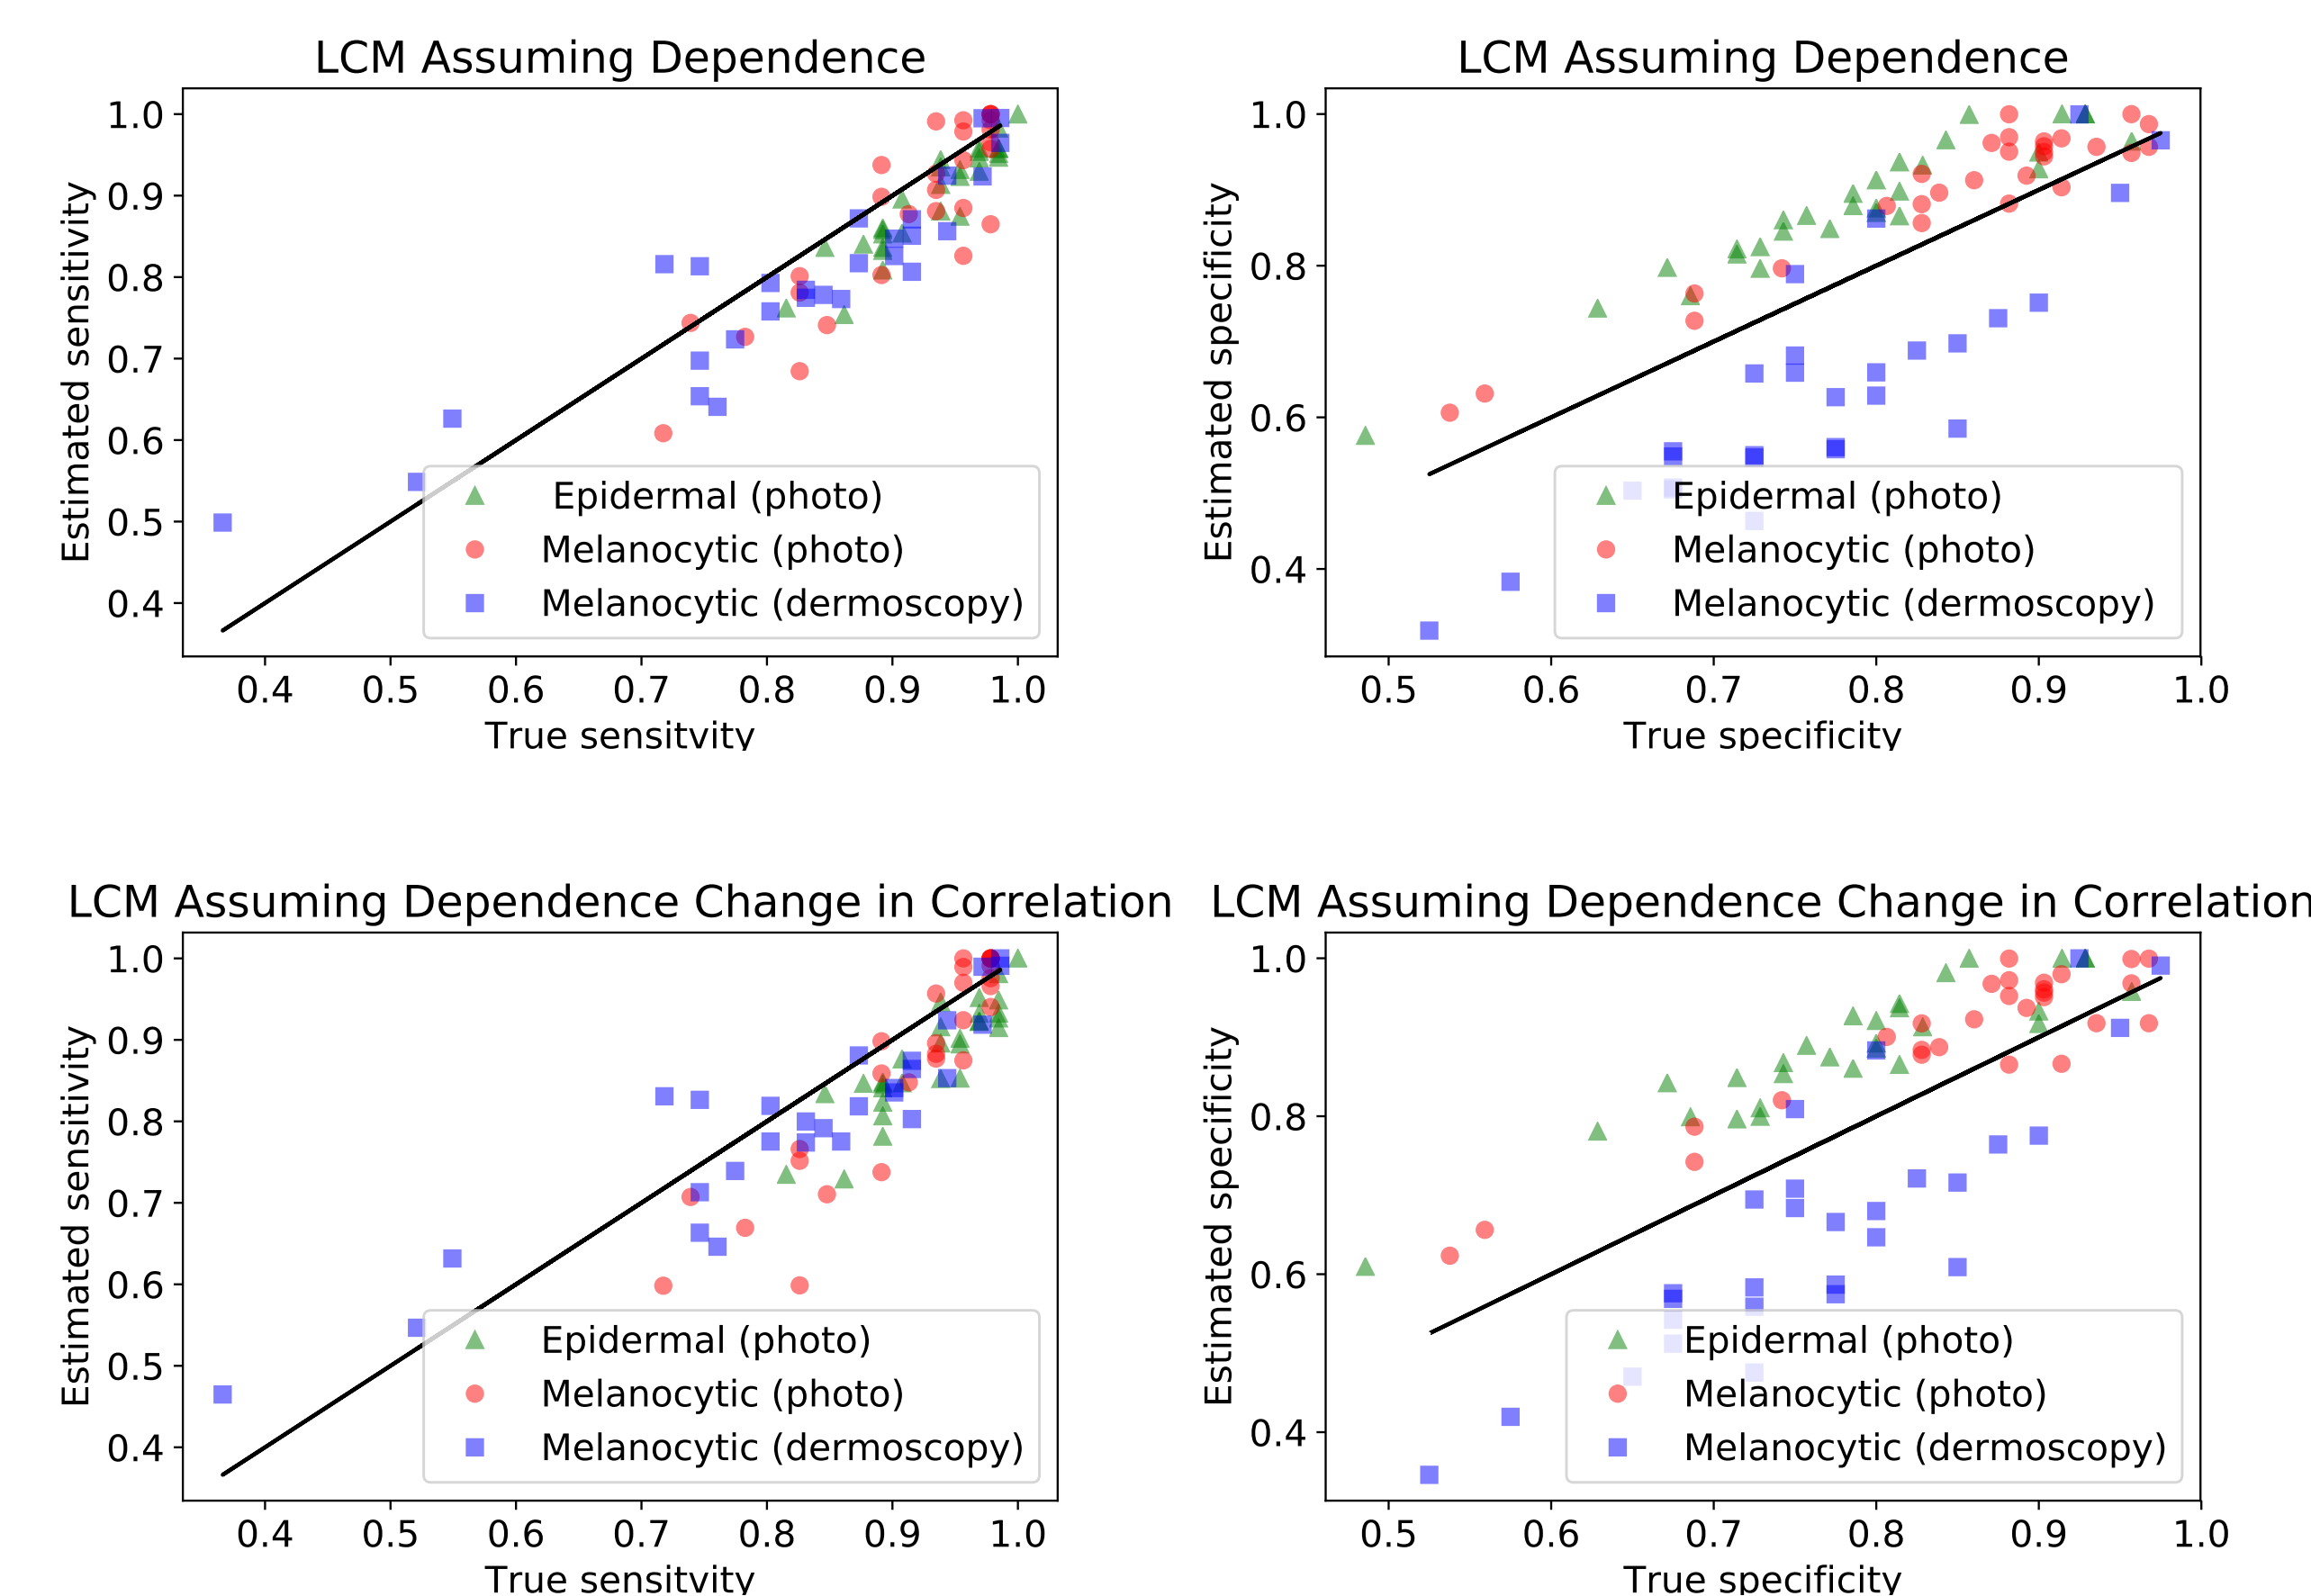 LCM Assuming Dependence
Estimated sensitivity
1.0
0.9
0.8
0.7
0.6
0.5
0.4
Epidermal (photo)
Melanocytic (photo)
Melanocytic (dermoscopy)
0.4 0.5 0.6 0.7 0.8 0.9 1.0
True sensitvity
LCM Assuming Dependence
Estimated specificity
1.0
0.8
0.6
0.4
Epidermal (photo)
Melanocytic (photo)
Melanocytic (dermoscopy)
0.5 0.6 0.7 0.8 0.9 1.0
True specificity
LCM Assuming Dependence Change in Correlation
Estimated sensitivity
1.0
0.9
0.8
0.7
0.6
0.5
0.4
Epidermal (photo)
Melanocytic (photo)
Melanocytic (dermoscopy)
0.4 0.5 0.6 0.7 0.8 0.9 1.0
True sensitvity
LCM Assuming Dependence Change in Correlation
Estimated specificity
1.0
0.8
0.6
0.4
Epidermal (photo)
Melanocytic (photo)
Melanocytic (dermoscopy)
0.5 0.6 0.7 0.8 0.9 1.0
True specificity